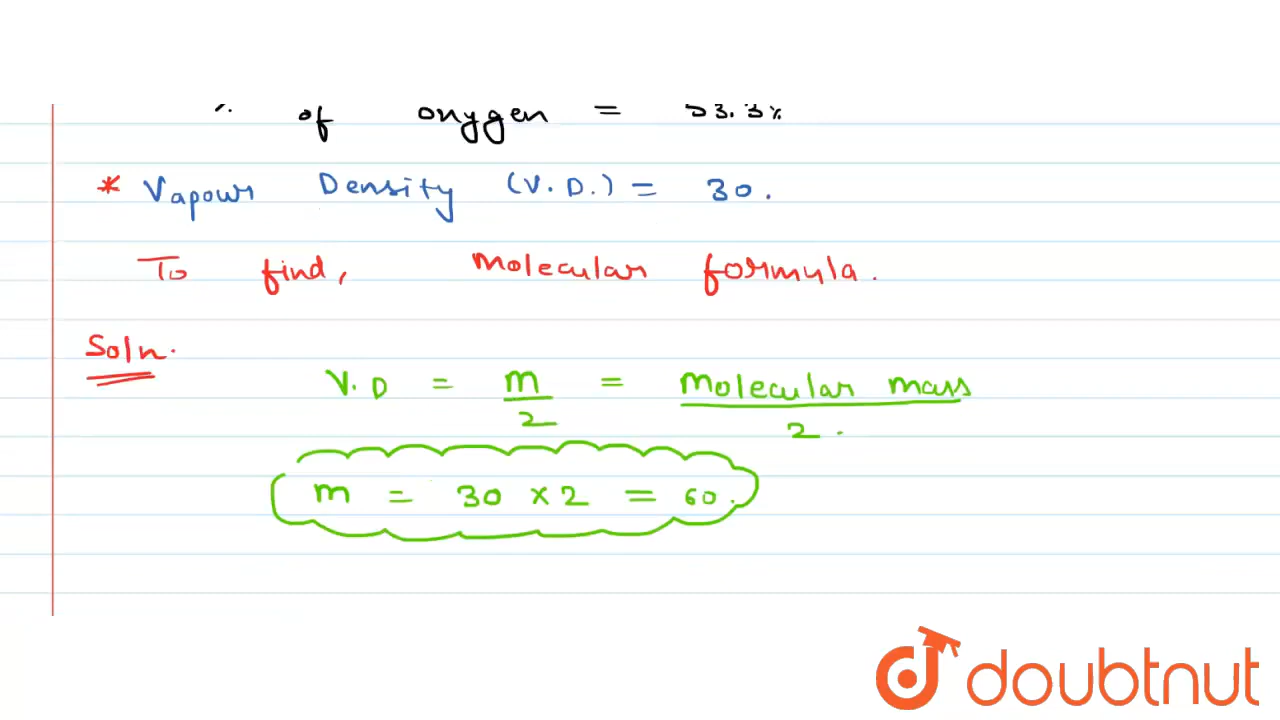 % of oxygen = 53.3%
* Vapour Density (V.D.) = 30.
To find, Molecular formula.
Soln.
V.D = m/2 = Molecular mass/2.
m = 30 × 2 = 60.
doubtnut